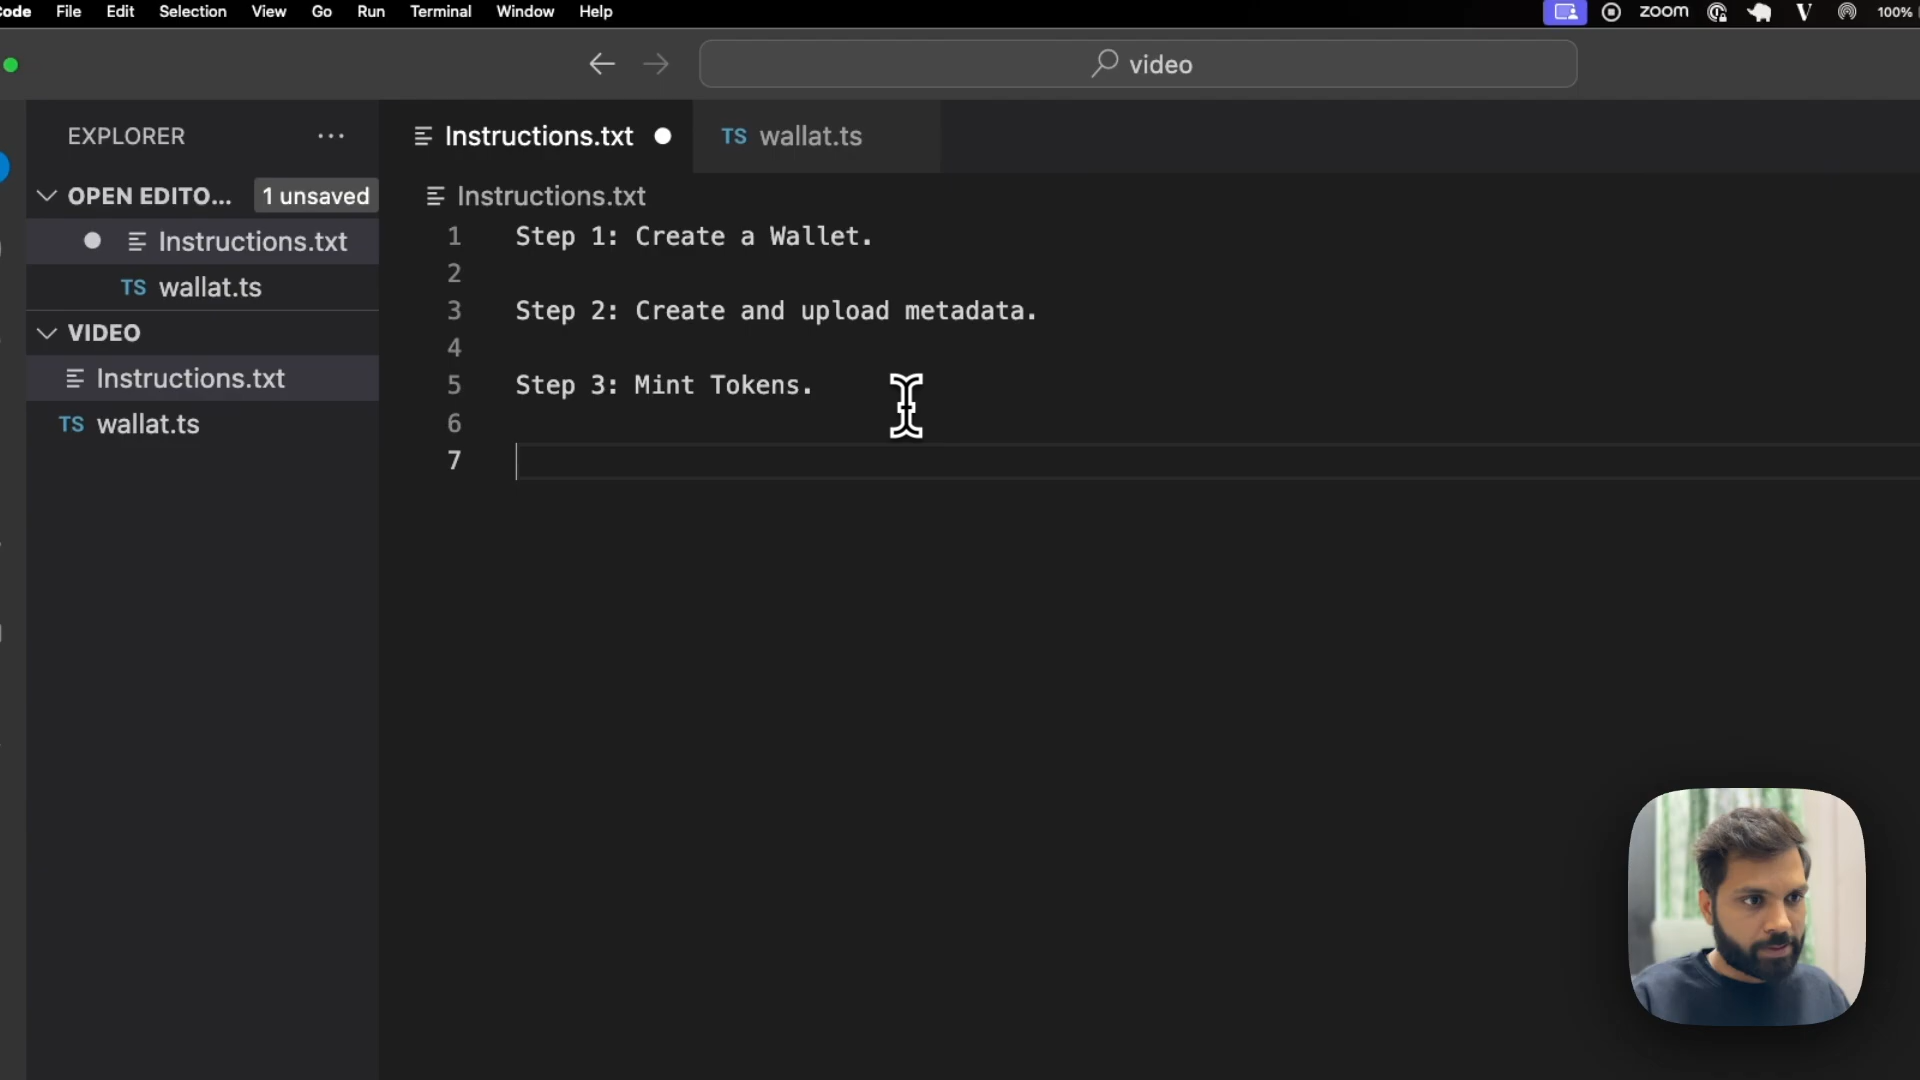 Code File Edit Selection View Go Run Terminal Window Help zoom V 100%
video
EXPLORER ···
OPEN EDITO... 1 unsaved
Instructions.txt
TS wallat.ts
VIDEO
Instructions.txt
TS wallat.ts
Instructions.txt TS wallat.ts
Instructions.txt
1 Step 1: Create a Wallet.
2
3 Step 2: Create and upload metadata.
4
5 Step 3: Mint Tokens.
6
7